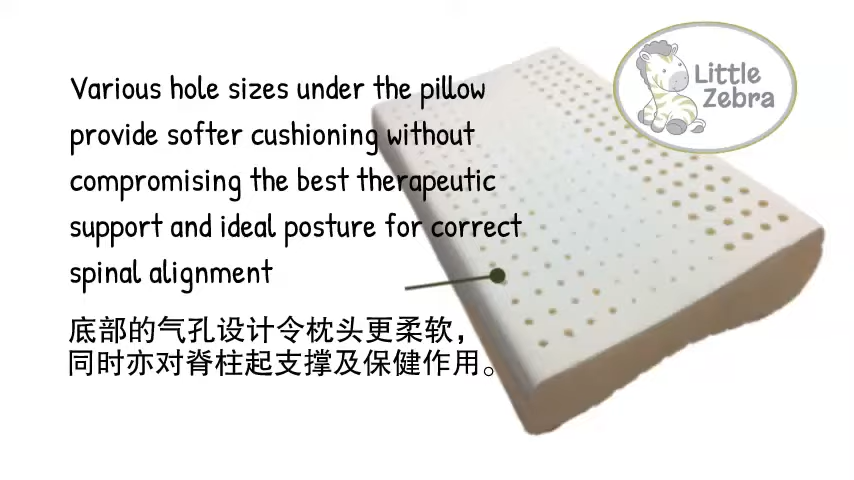 Various hole sizes under the pillow
provide softer cushioning without
compromising the best therapeutic
support and ideal posture for correct
spinal alignment
底部的气孔设计令枕头更柔软，
同时亦对脊柱起支撑及保健作用。
Little
Zebra